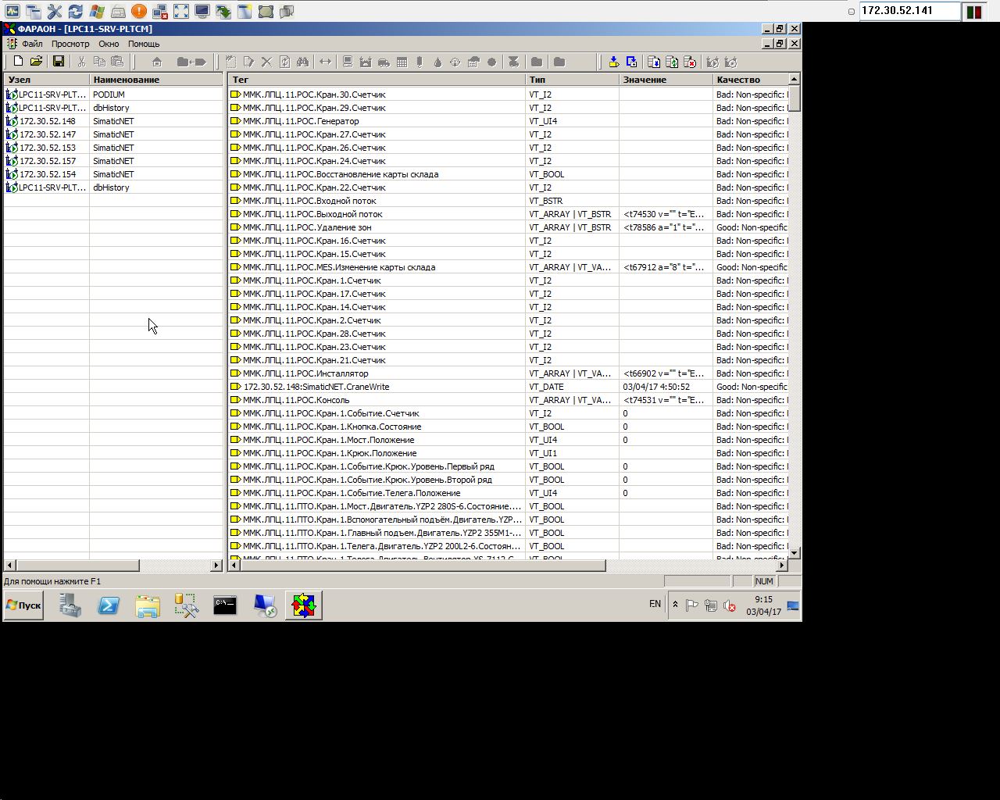 172.30.52.141
ФАРАОН - [LPC11-SRV-PLTCM]
Файл Просмотр Окно Помощь
Узел Наименование Тег Тип Значение Качество
LPC11-SRV-PLT... PODIUM ММК.ЛПЦ.11.РОС.Кран.30.Счетчик VT_I2 Bad: Non-specific:
LPC11-SRV-PLT... dbHistory ММК.ЛПЦ.11.РОС.Кран.29.Счетчик VT_I2 Bad: Non-specific:
172.30.52.148 SimaticNET ММК.ЛПЦ.11.РОС.Генератор VT_UI4 Bad: Non-specific:
172.30.52.147 SimaticNET ММК.ЛПЦ.11.РОС.Кран.27.Счетчик VT_I2 Bad: Non-specific:
172.30.52.153 SimaticNET ММК.ЛПЦ.11.РОС.Кран.26.Счетчик VT_I2 Bad: Non-specific:
172.30.52.157 SimaticNET ММК.ЛПЦ.11.РОС.Кран.24.Счетчик VT_I2 Bad: Non-specific:
172.30.52.154 SimaticNET ММК.ЛПЦ.11.РОС.Восстановление карты склада VT_BOOL Bad: Non-specific:
LPC11-SRV-PLT... dbHistory ММК.ЛПЦ.11.РОС.Кран.22.Счетчик VT_I2 Bad: Non-specific:
ММК.ЛПЦ.11.РОС.Входной поток VT_BSTR Bad: Non-specific:
ММК.ЛПЦ.11.РОС.Выходной поток VT_ARRAY | VT_BSTR <t74530 v="" t="E... Bad: Non-specific:
ММК.ЛПЦ.11.РОС.Удаление зон VT_ARRAY | VT_BSTR <t78586 a="1" t="... Good: Non-specific
ММК.ЛПЦ.11.РОС.Кран.16.Счетчик VT_I2 Bad: Non-specific:
ММК.ЛПЦ.11.РОС.Кран.15.Счетчик VT_I2 Bad: Non-specific:
ММК.ЛПЦ.11.РОС.MES.Изменение карты склада VT_ARRAY | VT_VA... <t67912 a="8" t="... Good: Non-specific
ММК.ЛПЦ.11.РОС.Кран.1.Счетчик VT_I2 Bad: Non-specific:
ММК.ЛПЦ.11.РОС.Кран.17.Счетчик VT_I2 Bad: Non-specific:
ММК.ЛПЦ.11.РОС.Кран.14.Счетчик VT_I2 Bad: Non-specific:
ММК.ЛПЦ.11.РОС.Кран.2.Счетчик VT_I2 Bad: Non-specific:
ММК.ЛПЦ.11.РОС.Кран.28.Счетчик VT_I2 Bad: Non-specific:
ММК.ЛПЦ.11.РОС.Кран.23.Счетчик VT_I2 Bad: Non-specific:
ММК.ЛПЦ.11.РОС.Кран.21.Счетчик VT_I2 Bad: Non-specific:
ММК.ЛПЦ.11.РОС.Инсталлятор VT_ARRAY | VT_VA... <t66902 v="" t="E... Bad: Non-specific:
172.30.52.148:SimaticNET.CraneWrite VT_DATE 03/04/17 4:50:52 Good: Non-specific
ММК.ЛПЦ.11.РОС.Консоль VT_ARRAY | VT_VA... <t74531 v="" t="E... Bad: Non-specific:
ММК.ЛПЦ.11.РОС.Кран.1.Событие.Счетчик VT_I2 0 Bad: Non-specific:
ММК.ЛПЦ.11.РОС.Кран.1.Кнопка.Состояние VT_BOOL 0 Bad: Non-specific:
ММК.ЛПЦ.11.РОС.Кран.1.Мост.Положение VT_UI4 0 Bad: Non-specific:
ММК.ЛПЦ.11.РОС.Кран.1.Крюк.Положение VT_UI1 Bad: Non-specific:
ММК.ЛПЦ.11.РОС.Кран.1.Событие.Крюк.Уровень.Первый ряд VT_BOOL 0 Bad: Non-specific:
ММК.ЛПЦ.11.РОС.Кран.1.Событие.Крюк.Уровень.Второй ряд VT_BOOL 0 Bad: Non-specific:
ММК.ЛПЦ.11.РОС.Кран.1.Событие.Телега.Положение VT_UI4 0 Bad: Non-specific:
ММК.ЛПЦ.11.ПТО.Кран.1.Мост.Двигатель.YZP2 280S-6.Состояние.... VT_BOOL Bad: Non-specific:
ММК.ЛПЦ.11.ПТО.Кран.1.Вспомогательный подъём.Двигатель.YZP... VT_BOOL Bad: Non-specific:
ММК.ЛПЦ.11.ПТО.Кран.1.Главный подъем.Двигатель.YZP2 355M1-... VT_BOOL Bad: Non-specific:
ММК.ЛПЦ.11.ПТО.Кран.1.Телега.Двигатель.YZP2 200L2-6.Состоян... VT_BOOL Bad: Non-specific:
ММК.ЛПЦ.11.ПТО.Кран.1.Телега.Двигатель.Вентилятор.YS-7112.С... VT_BOOL Bad: Non-specific:
Для помощи нажмите F1 NUM
Пуск C:\_ EN 9:15
03/04/17